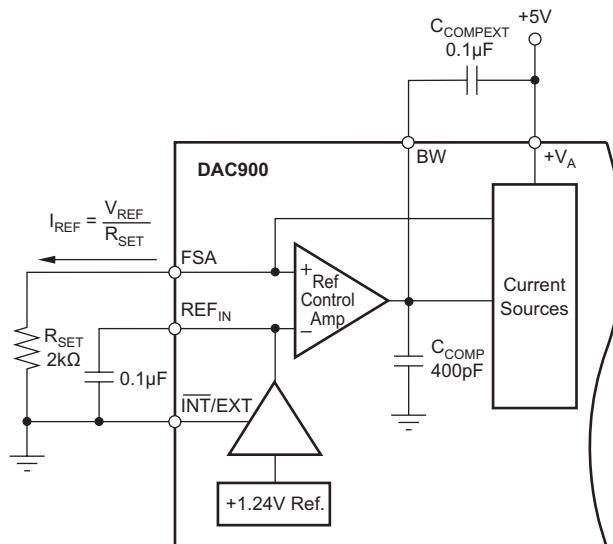 C_COMPEXT
0.1µF
+5V
DAC900
BW
+V_A
I_REF = V_REF / R_SET
FSA
+
Ref
Control
Amp
−
REF_IN
R_SET
2kΩ
0.1µF
C_COMP
400pF
Current
Sources
I̅N̅T̅/EXT
+1.24V Ref.